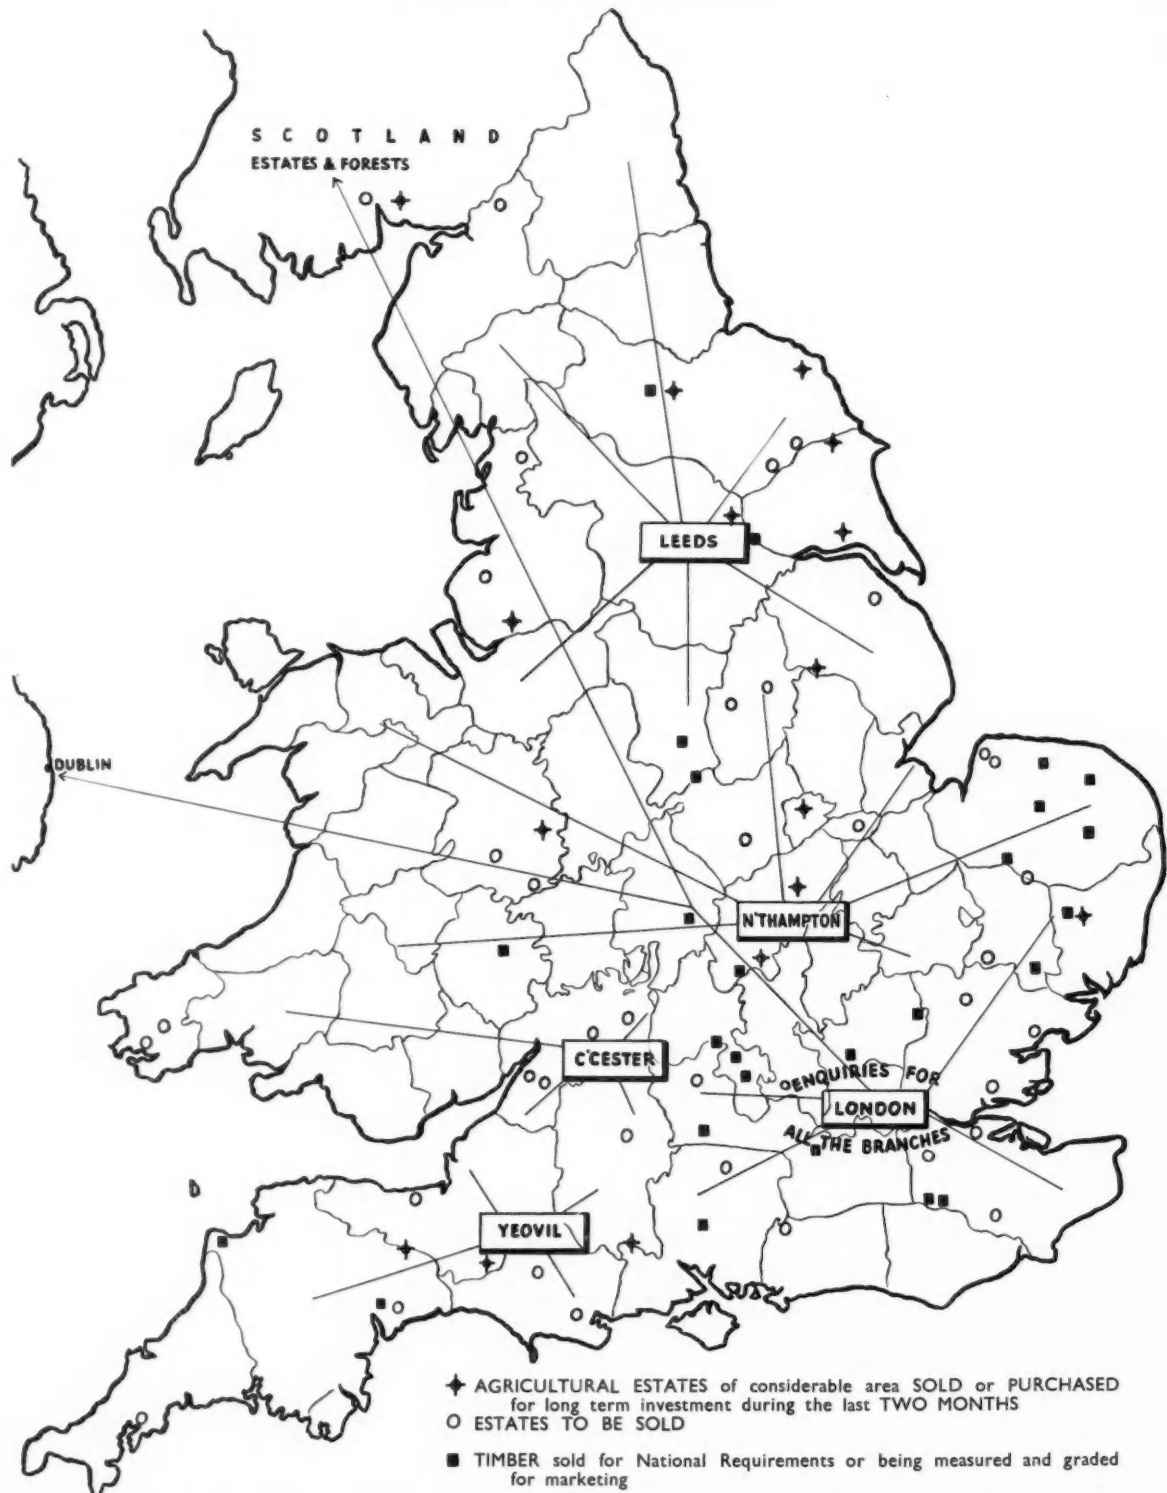 SCOTLAND
ESTATES & FORESTS
LEEDS
DUBLIN
N'THAMPTON
C'CESTER
ENQUIRIES FOR
LONDON
ALL THE BRANCHES
YEOVIL
AGRICULTURAL ESTATES of considerable area SOLD or PURCHASED
for long term investment during the last TWO MONTHS
ESTATES TO BE SOLD
TIMBER sold for National Requirements or being measured and graded
for marketing